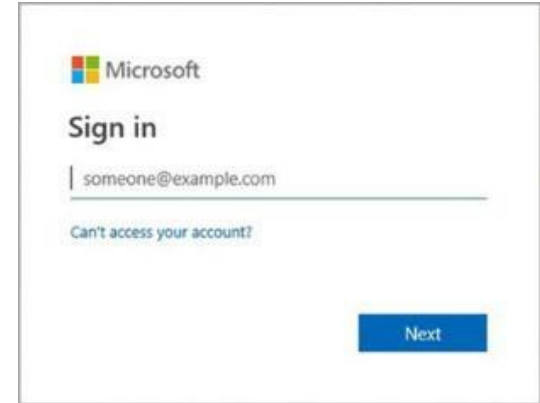 Microsoft
Sign in
someone@example.com
Can't access your account?
Next